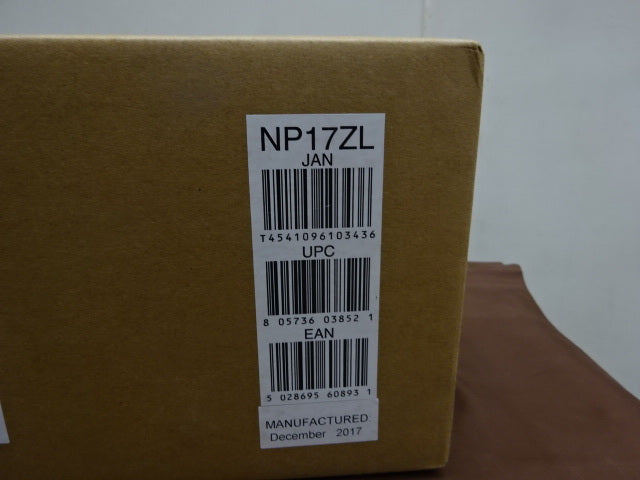 NP17ZL
JAN
T4541096103436
UPC
8 05736 03852 1
EAN
5 028695 60893 1
MANUFACTURED:
December 2017